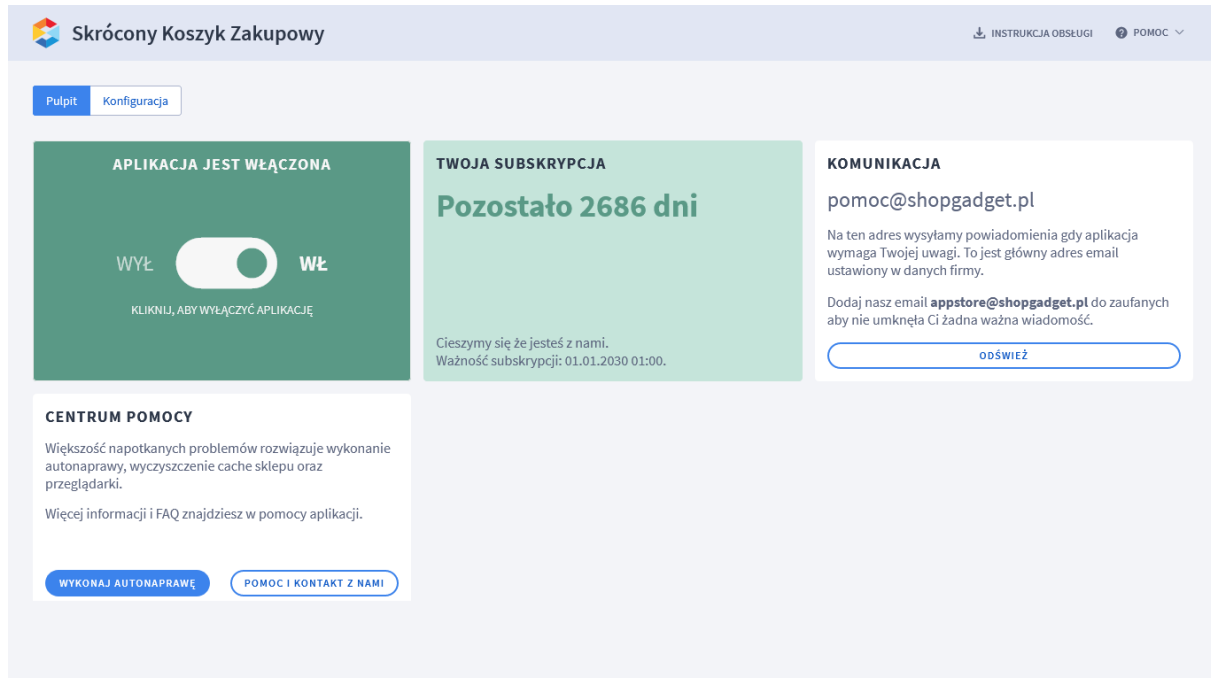 Skrócony Koszyk Zakupowy
INSTRUKCJA OBSŁUGI
POMOC
Pulpit
Konfiguracja
APLIKACJA JEST WŁĄCZONA
WYŁ
WŁ
KLIKNIJ, ABY WYŁĄCZYĆ APLIKACJĘ
TWOJA SUBSKRYPCJA
Pozostało 2686 dni
Cieszymy się że jesteś z nami.
Ważność subskrypcji: 01.01.2030 01:00.
KOMUNIKACJA
pomoc@shopgadget.pl
Na ten adres wysyłamy powiadomienia gdy aplikacja
wymaga Twojej uwagi. To jest główny adres email
ustawiony w danych firmy.
Dodaj nasz email appstore@shopgadget.pl do zaufanych
aby nie umknęła Ci żadna ważna wiadomość.
ODŚWIEŻ
CENTRUM POMOCY
Większość napotkanych problemów rozwiązuje wykonanie
autonaprawy, wyczyszczenie cache sklepu oraz
przeglądarki.
Więcej informacji i FAQ znajdziesz w pomocy aplikacji.
WYKONAJ AUTONAPRAWĘ
POMOC I KONTAKT Z NAMI